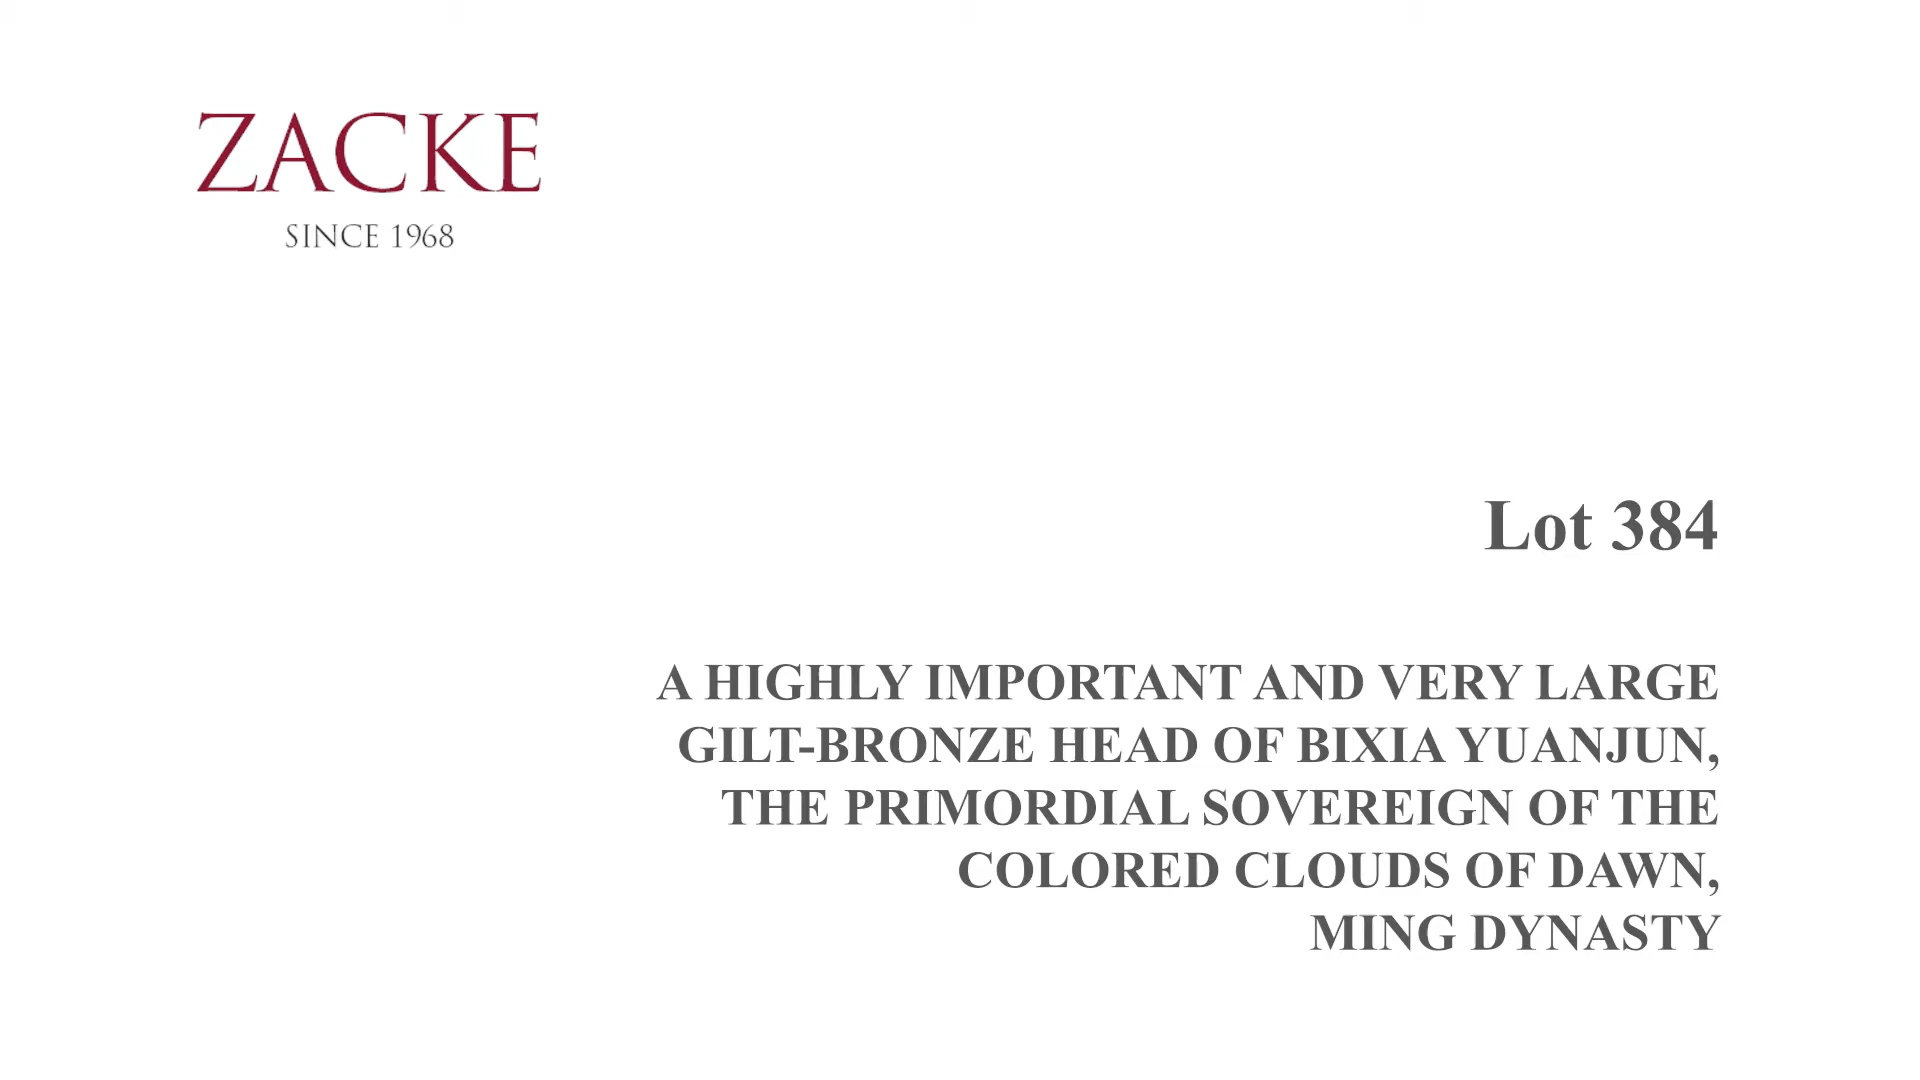 ZACKE
SINCE 1968
Lot 384
A HIGHLY IMPORTANT AND VERY LARGE
GILT-BRONZE HEAD OF BIXIA YUANJUN,
THE PRIMORDIAL SOVEREIGN OF THE
COLORED CLOUDS OF DAWN,
MING DYNASTY